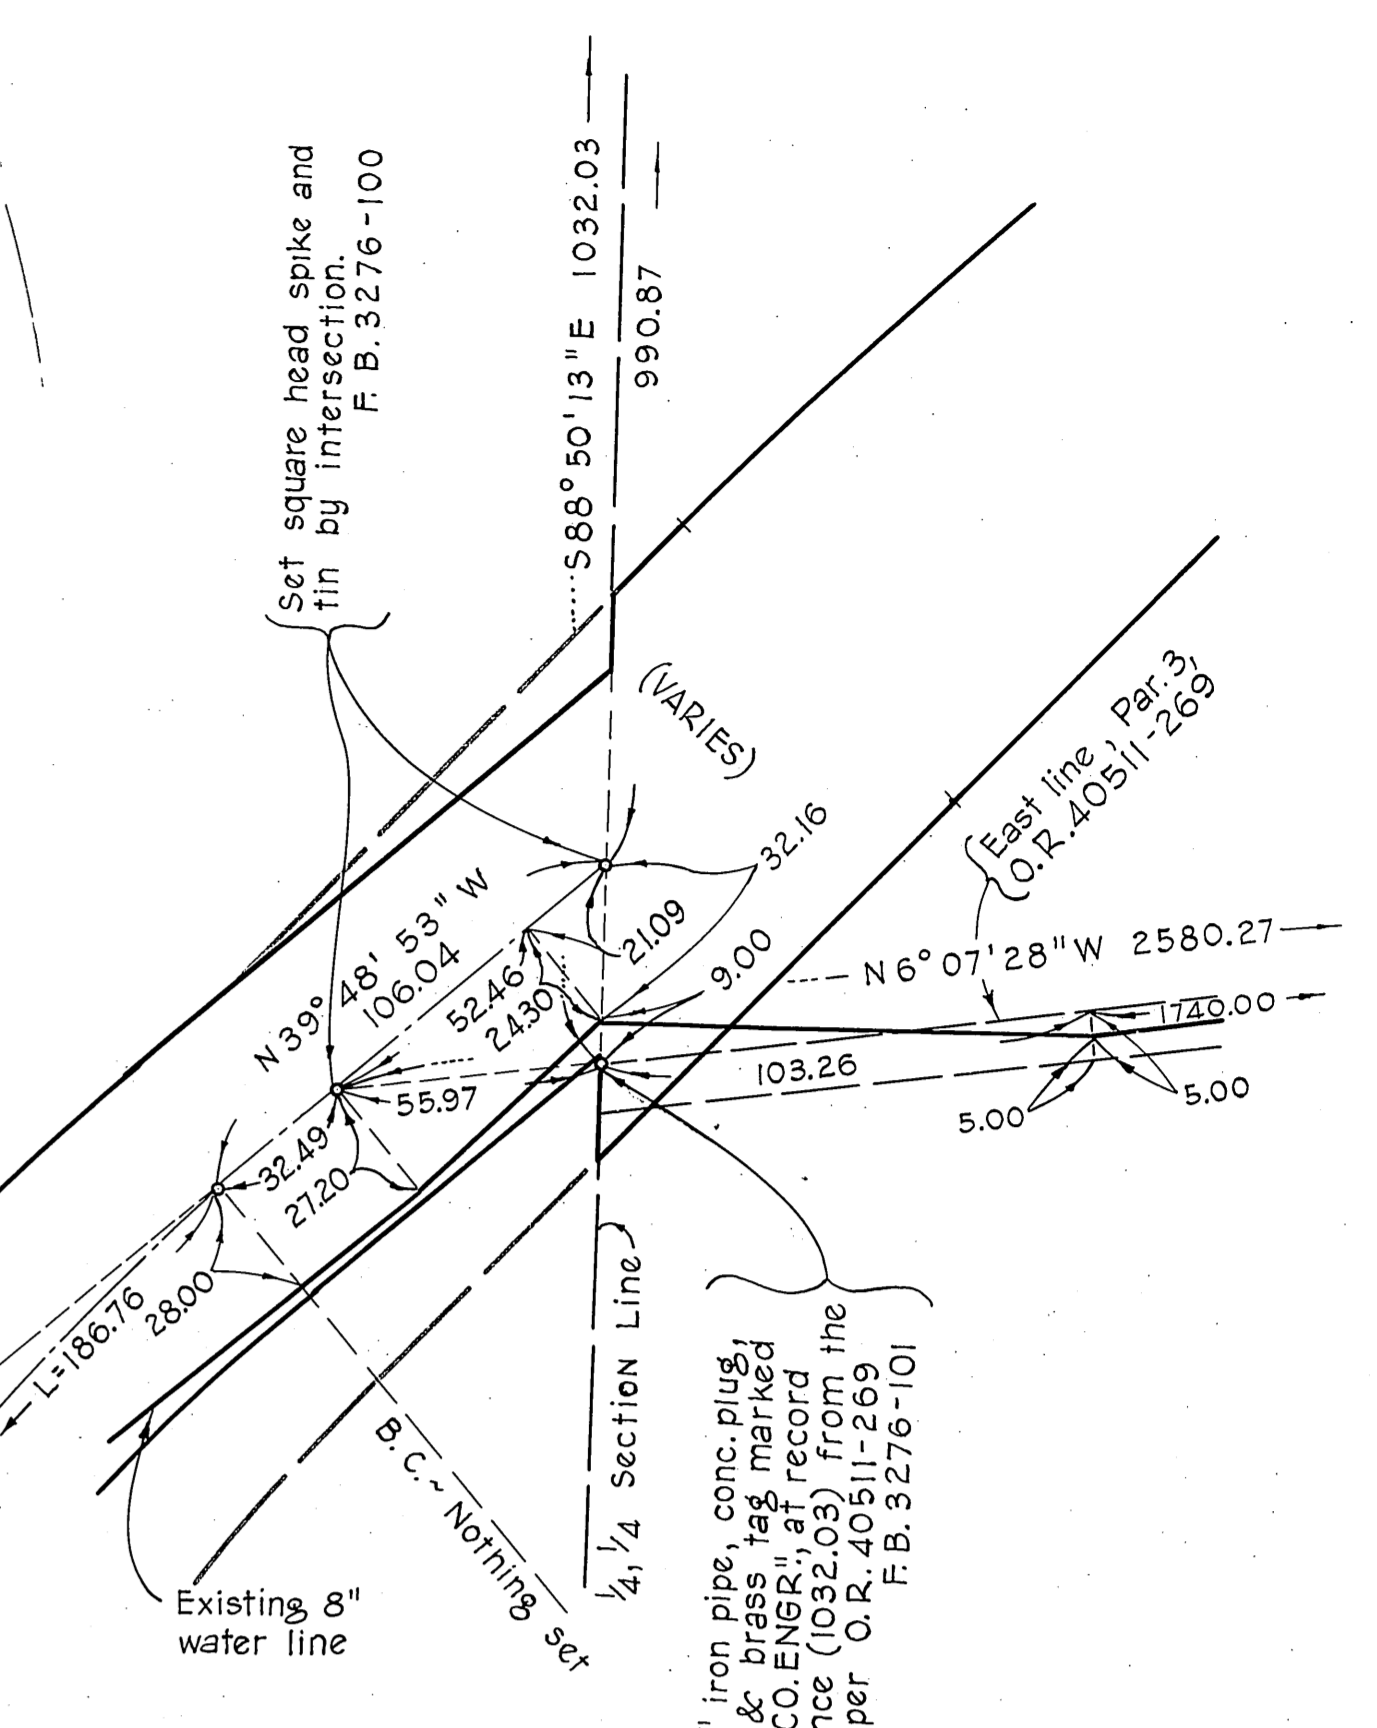 Set square head spike and
tin by intersection.
F. B. 3276-100
S88°50'13"E 1032.03
990.87
(VARIES)
East line, Par. 3,
O.R. 40511-269
32.16
21.09
9.00
N 6° 07' 28" W 2580.27
1740.00
N 39° 48' 53" W
106.04
52.46
24.30
103.26
55.97
5.00
5.00
32.49
27.20
28.00
L=186.76
B. C. ~ Nothing set
¼, ¼ Section Line
Existing 8"
water line
" iron pipe, conc. plug,
& brass tag marked
CO. ENGR.", at record
nce (1032.03) from the
per O.R. 40511-269
F. B. 3276-101